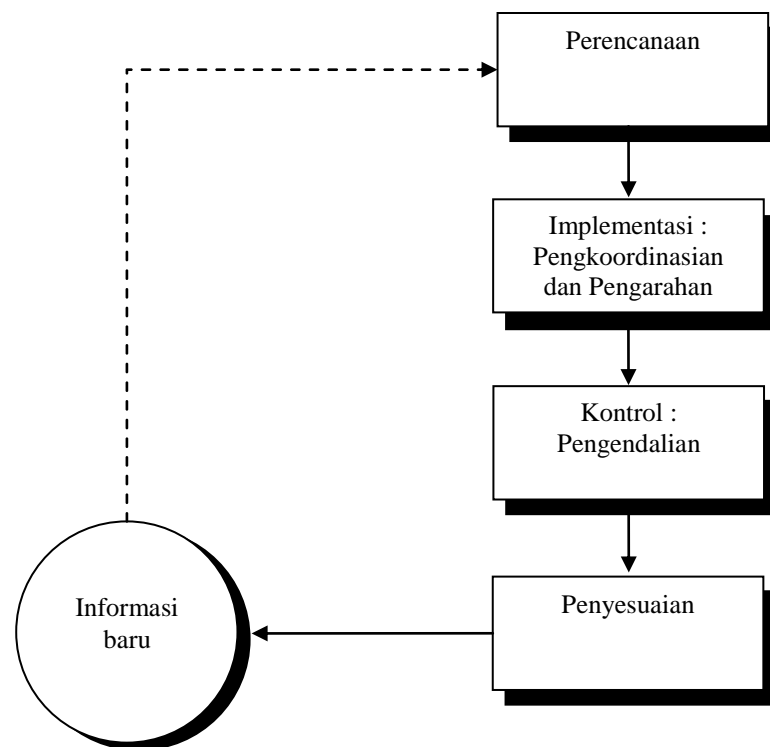 Perencanaan
Implementasi :
Pengkoordinasian
dan Pengarahan
Kontrol :
Pengendalian
Penyesuaian
Informasi
baru